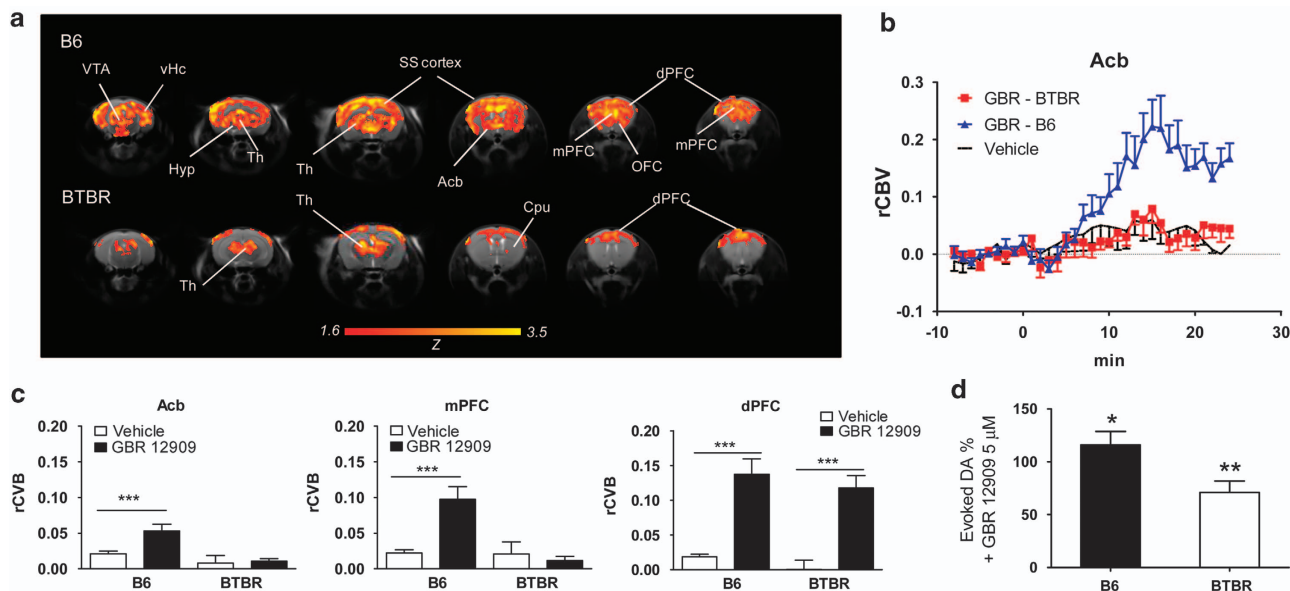 a
B6
VTA
vHc
SS cortex
dPFC
Hyp
Th
Th
Acb
mPFC
OFC
mPFC
BTBR
Th
Th
Cpu
dPFC
1.6
3.5
Z
b
Acb
GBR - BTBR
GBR - B6
Vehicle
rCBV
0.3
0.2
0.1
0.0
-0.1
-10
0
10
20
30
min
c
Acb
Vehicle
GBR 12909
rCVB
0.20
0.15
0.10
0.05
0.00
***
B6
BTBR
mPFC
Vehicle
GBR 12909
rCVB
0.20
0.15
0.10
0.05
0.00
***
B6
BTBR
dPFC
Vehicle
GBR 12909
rCVB
0.20
0.15
0.10
0.05
0.00
***
***
B6
BTBR
d
Evoked DA %
+ GBR 12909 5 μM
150
100
50
0
*
**
B6
BTBR